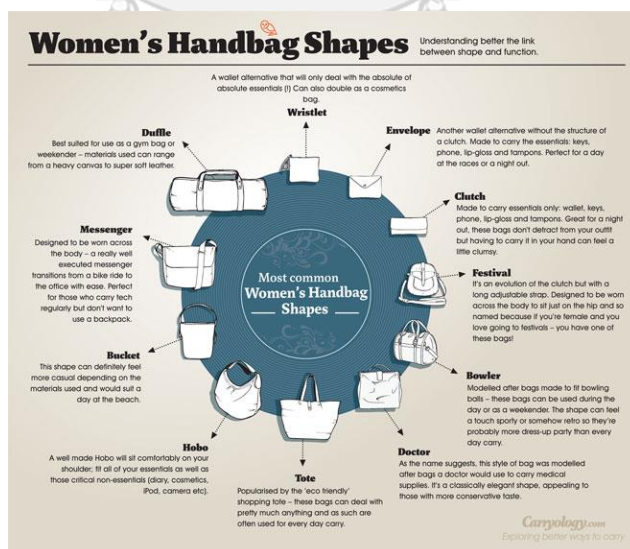 Women's Handbag Shapes
Understanding better the link
between shape and function.
A wallet alternative that will only deal with the absolute of
absolute essentials (!) Can also double as a cosmetics
bag.
Wristlet
Envelope
Another wallet alternative without the structure of
a clutch. Made to carry the essentials: keys,
phone, lip-gloss and tampons. Perfect for a day
at the races or a night out.
Clutch
Made to carry essentials only: wallet, keys,
phone, lip-gloss and tampons. Great for a night
out, these bags don't detract from your outfit
but having to carry it in your hand can feel a
little clumsy.
Festival
It's an evolution of the clutch but with a
long adjustable strap. Designed to be worn
across the body to sit just on the hip and so
named because if you're female and you
love going to festivals – you have one of
these bags!
Bowler
Modelled after bags made to fit bowling
balls – these bags can be used during the
day or as a weekender. The shape can feel
a touch sporty or somehow retro so they're
probably more dress-up party than every
day carry.
Doctor
As the name suggests, this style of bag was modelled
after bags a doctor would use to carry medical
supplies. It's a classically elegant shape, appealing to
those with more conservative taste.
Tote
Popularised by the 'eco friendly'
shopping tote – these bags can deal with
pretty much anything and as such are
often used for every day carry.
Hobo
A well made Hobo will sit comfortably on your
shoulder; fit all of your essentials as well as
those critical non-essentials (diary, cosmetics,
iPod, camera etc).
Bucket
This shape can definitely feel
more casual depending on the
materials used and would suit a
day at the beach.
Messenger
Designed to be worn across
the body – a really well
executed messenger
transitions from a bike ride to
the office with ease. Perfect
for those who carry tech
regularly but don't want to
use a backpack.
Duffle
Best suited for use as a gym bag or
weekender – materials used can range
from a heavy canvas to super soft leather.
Most common
Women's Handbag
Shapes
Carryology.com
Exploring better ways to carry